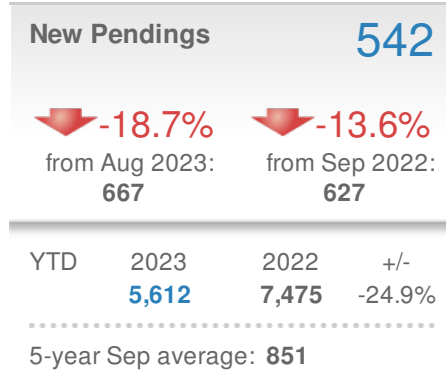 New Pendings 542
-18.7% -13.6%
from Aug 2023: from Sep 2022:
667 627
YTD 2023 2022 +/-
5,612 7,475 -24.9%
5-year Sep average: 851